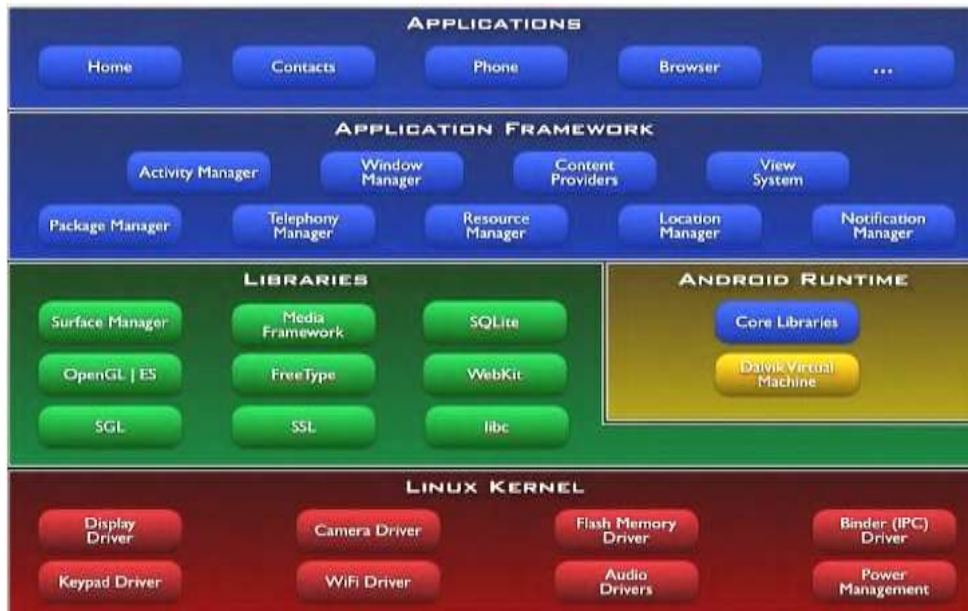 APPLICATIONS
Home
Contacts
Phone
Browser
...
APPLICATION FRAMEWORK
Activity Manager
Window
Manager
Content
Providers
View
System
Package Manager
Telephony
Manager
Resource
Manager
Location
Manager
Notification
Manager
LIBRARIES
Surface Manager
Media
Framework
SQLite
OpenGL | ES
FreeType
WebKit
SGL
SSL
libc
ANDROID RUNTIME
Core Libraries
Dalvik Virtual
Machine
LINUX KERNEL
Display
Driver
Camera Driver
Flash Memory
Driver
Binder (IPC)
Driver
Keypad Driver
WiFi Driver
Audio
Drivers
Power
Management